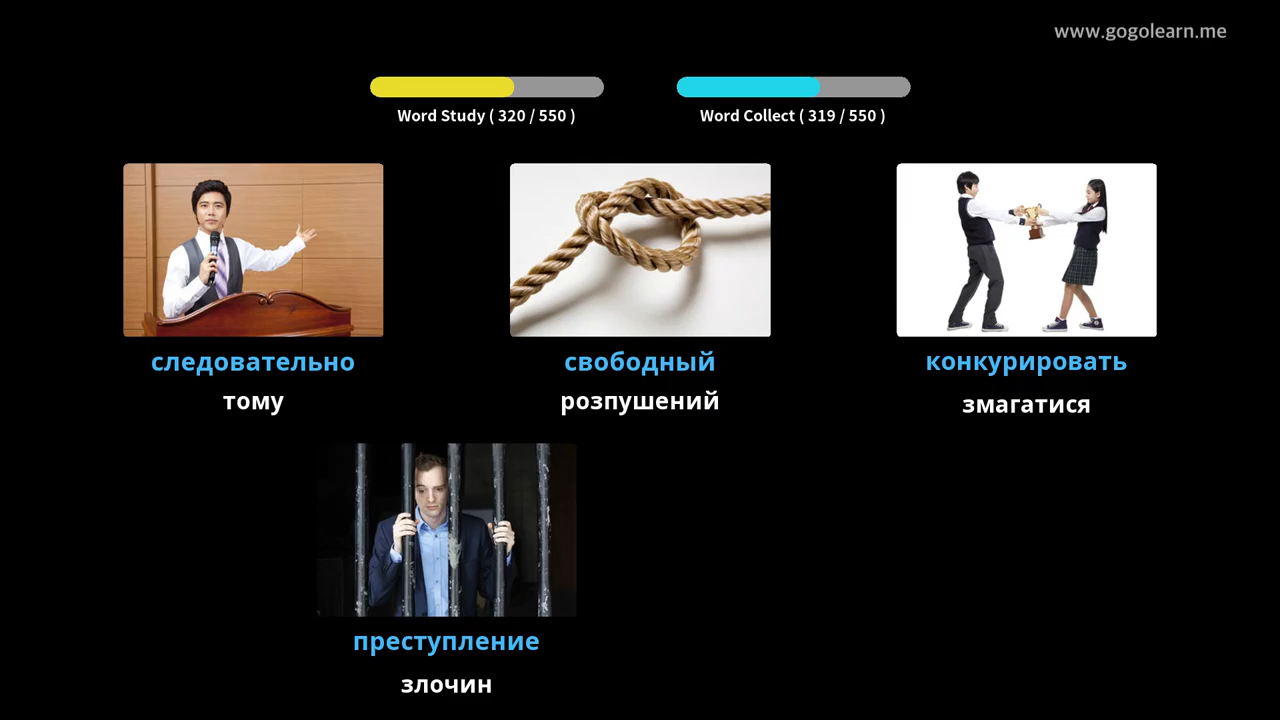 www.gogolearn.me
Word Study ( 320 / 550 )
Word Collect ( 319 / 550 )
следовательно
свободный
конкурировать
тому
розпушений
змагатися
преступление
злочин